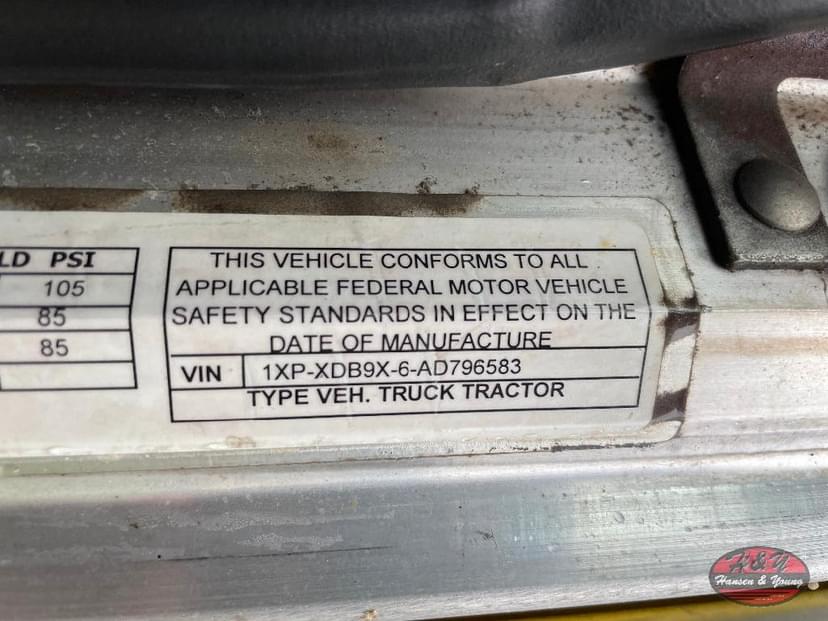 LD PSI
105
85
85
THIS VEHICLE CONFORMS TO ALL
APPLICABLE FEDERAL MOTOR VEHICLE
SAFETY STANDARDS IN EFFECT ON THE
DATE OF MANUFACTURE
VIN 1XP-XDB9X-6-AD796583
TYPE VEH. TRUCK TRACTOR
H&Y
Hansen & Young